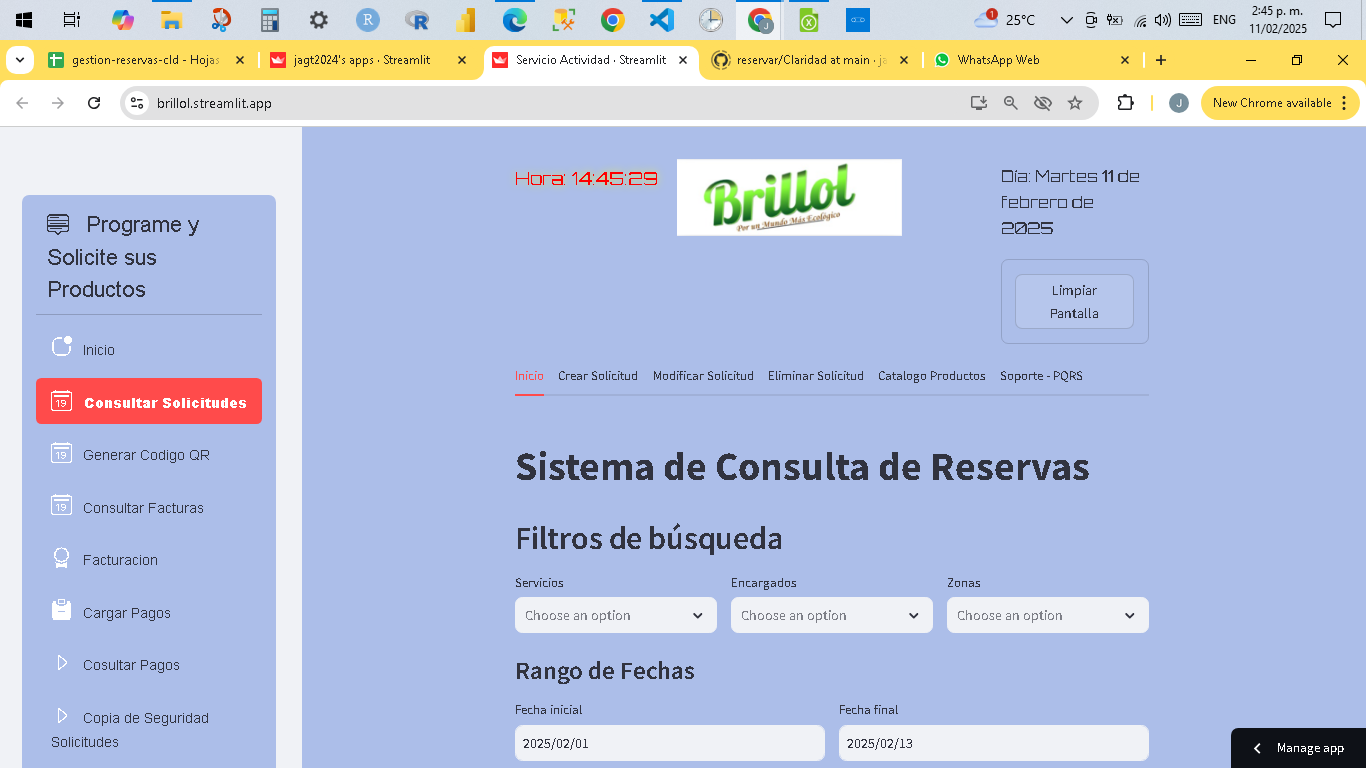 25°C
ENG
2:45 p. m.
11/02/2025
gestion-reservas-cld - Hojas
jagt2024's apps · Streamlit
Servicio Actividad · Streamlit
reservar/Claridad at main · ja
WhatsApp Web
brillol.streamlit.app
J
New Chrome available
Programe y
Solicite sus
Productos
Inicio
19 Consultar Solicitudes
19 Generar Codigo QR
19 Consultar Facturas
Facturacion
Cargar Pagos
Cosultar Pagos
Copia de Seguridad
Solicitudes
Hora: 14:45:29
Brillol
Por un Mundo Más Ecológico
Día: Martes 11 de
febrero de
2025
Limpiar
Pantalla
Inicio
Crear Solicitud
Modificar Solicitud
Eliminar Solicitud
Catalogo Productos
Soporte - PQRS
Sistema de Consulta de Reservas
Filtros de búsqueda
Servicios
Encargados
Zonas
Choose an option
Choose an option
Choose an option
Rango de Fechas
Fecha inicial
Fecha final
2025/02/01
2025/02/13
Manage app